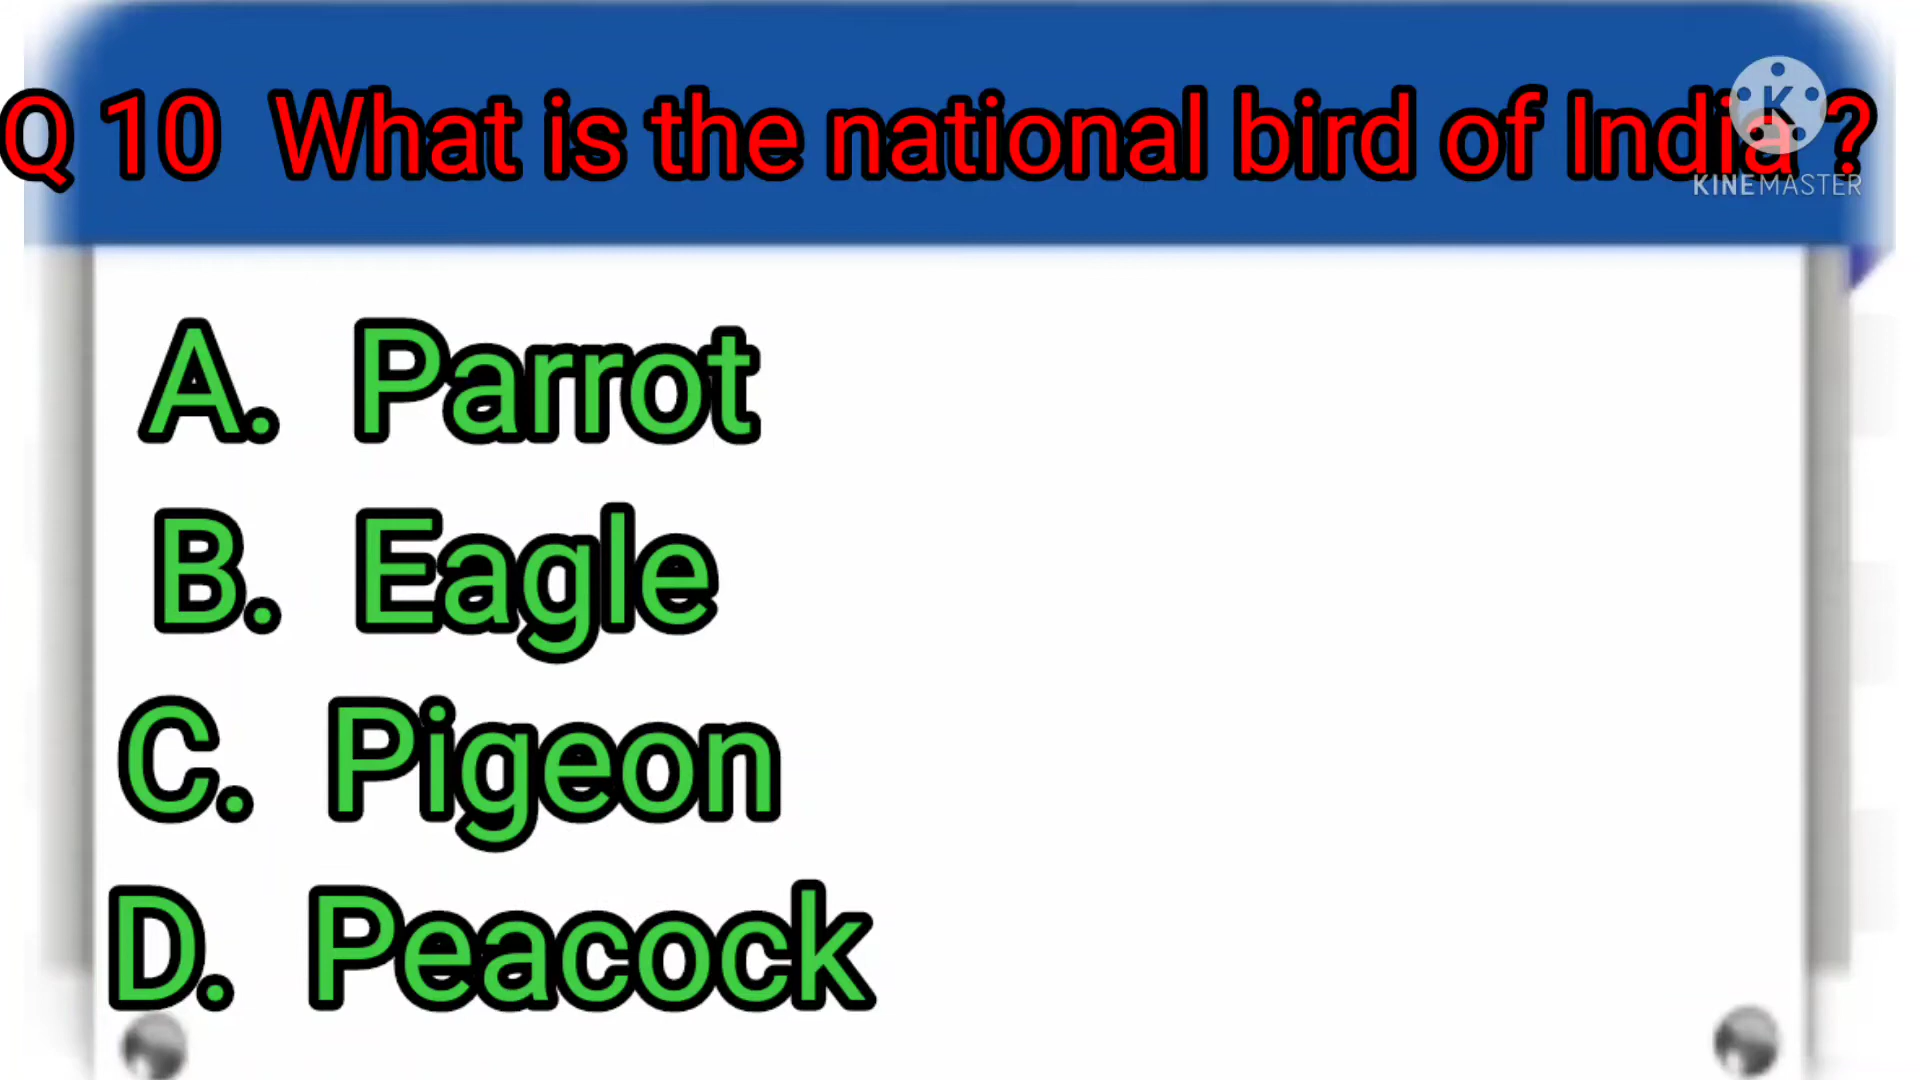 Q 10 What is the national bird of India ?
K
KINEMASTER
A. Parrot
B. Eagle
C. Pigeon
D. Peacock